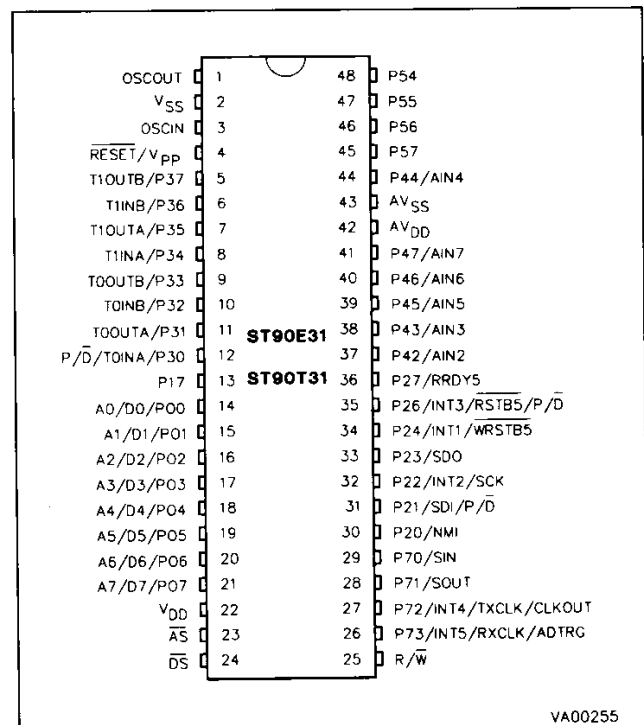 OSCOUT 1 48 P54
VSS 2 47 P55
OSCIN 3 46 P56
R̅E̅S̅E̅T̅/VPP 4 45 P57
T1OUTB/P37 5 44 P44/AIN4
T1INB/P36 6 43 AVSS
T1OUTA/P35 7 42 AVDD
T1INA/P34 8 41 P47/AIN7
T0OUTB/P33 9 40 P46/AIN6
T0INB/P32 10 39 P45/AIN5
T0OUTA/P31 11 ST90E31 38 P43/AIN3
P/D̅/T0INA/P30 12 37 P42/AIN2
P17 13 ST90T31 36 P27/RRDY5
A0/D0/P00 14 35 P26/INT3/R̅S̅T̅B̅5̅/P/D̅
A1/D1/P01 15 34 P24/INT1/W̅R̅S̅T̅B̅5̅
A2/D2/P02 16 33 P23/SDO
A3/D3/P03 17 32 P22/INT2/SCK
A4/D4/P04 18 31 P21/SDI/P/D̅
A5/D5/P05 19 30 P20/NMI
A6/D6/P06 20 29 P70/SIN
A7/D7/P07 21 28 P71/SOUT
VDD 22 27 P72/INT4/TXCLK/CLKOUT
A̅S̅ 23 26 P73/INT5/RXCLK/ADTRG
D̅S̅ 24 25 R/W̅
VA00255